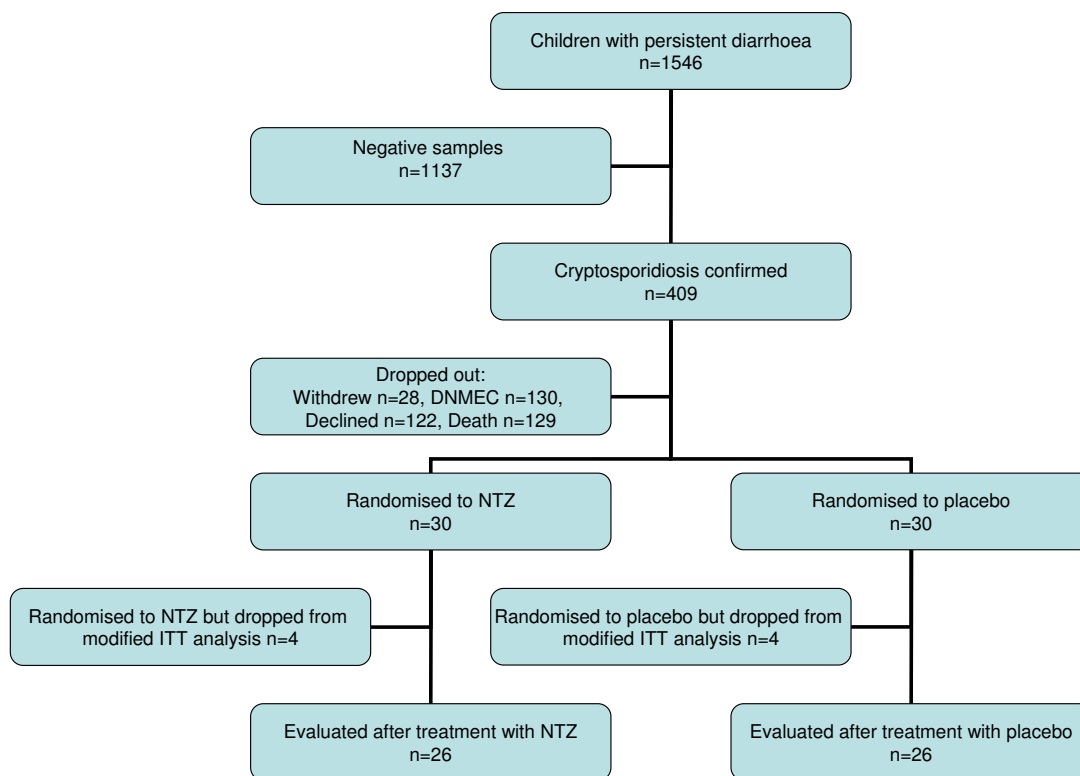 Children with persistent diarrhoea
n=1546
Negative samples
n=1137
Cryptosporidiosis confirmed
n=409
Dropped out:
Withdrew n=28, DNMEC n=130,
Declined n=122, Death n=129
Randomised to NTZ
n=30
Randomised to placebo
n=30
Randomised to NTZ but dropped from
modified ITT analysis n=4
Randomised to placebo but dropped from
modified ITT analysis n=4
Evaluated after treatment with NTZ
n=26
Evaluated after treatment with placebo
n=26